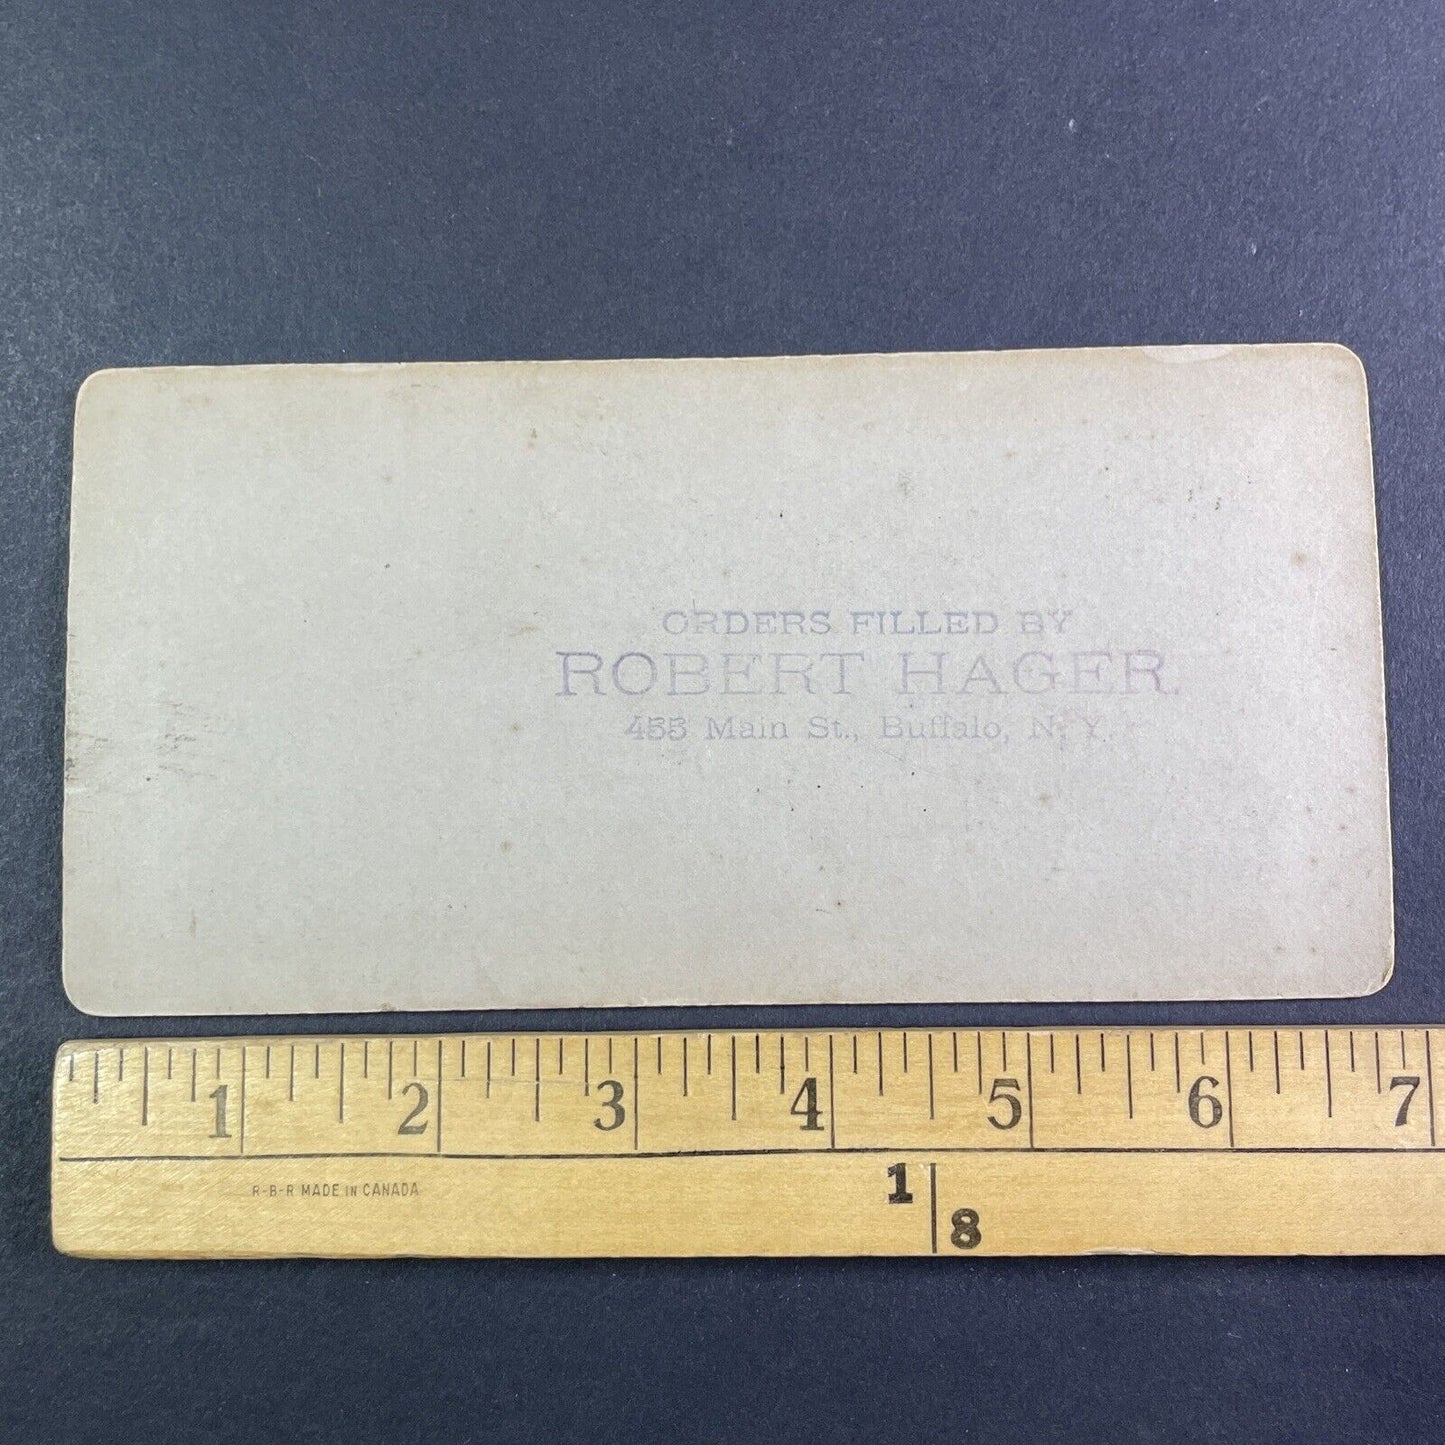 ORDERS FILLED BY
ROBERT HAGER.
455 Main St., Buffalo, N. Y.
1 2 3 4 5 6 7
R-B-R MADE IN CANADA
1
8